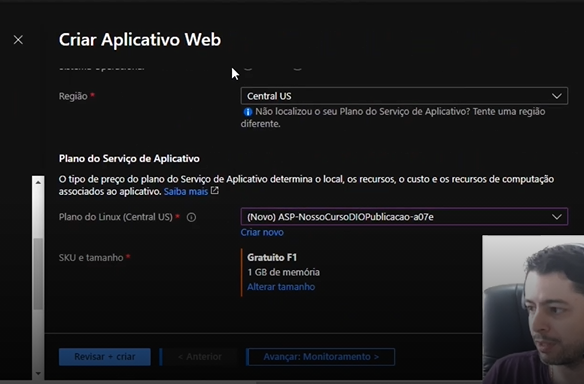 Criar Aplicativo Web
Sistema Operacional
Região *
Central US
Não localizou o seu Plano do Serviço de Aplicativo? Tente uma região
diferente.
Plano do Serviço de Aplicativo
O tipo de preço do plano do Serviço de Aplicativo determina o local, os recursos, o custo e os recursos de computação
associados ao aplicativo. Saiba mais
Plano do Linux (Central US) *
(Novo) ASP-NossoCursoDIOPublicacao-a07e
Criar novo
SKU e tamanho *
Gratuito F1
1 GB de memória
Alterar tamanho
Revisar + criar
< Anterior
Avançar: Monitoramento >